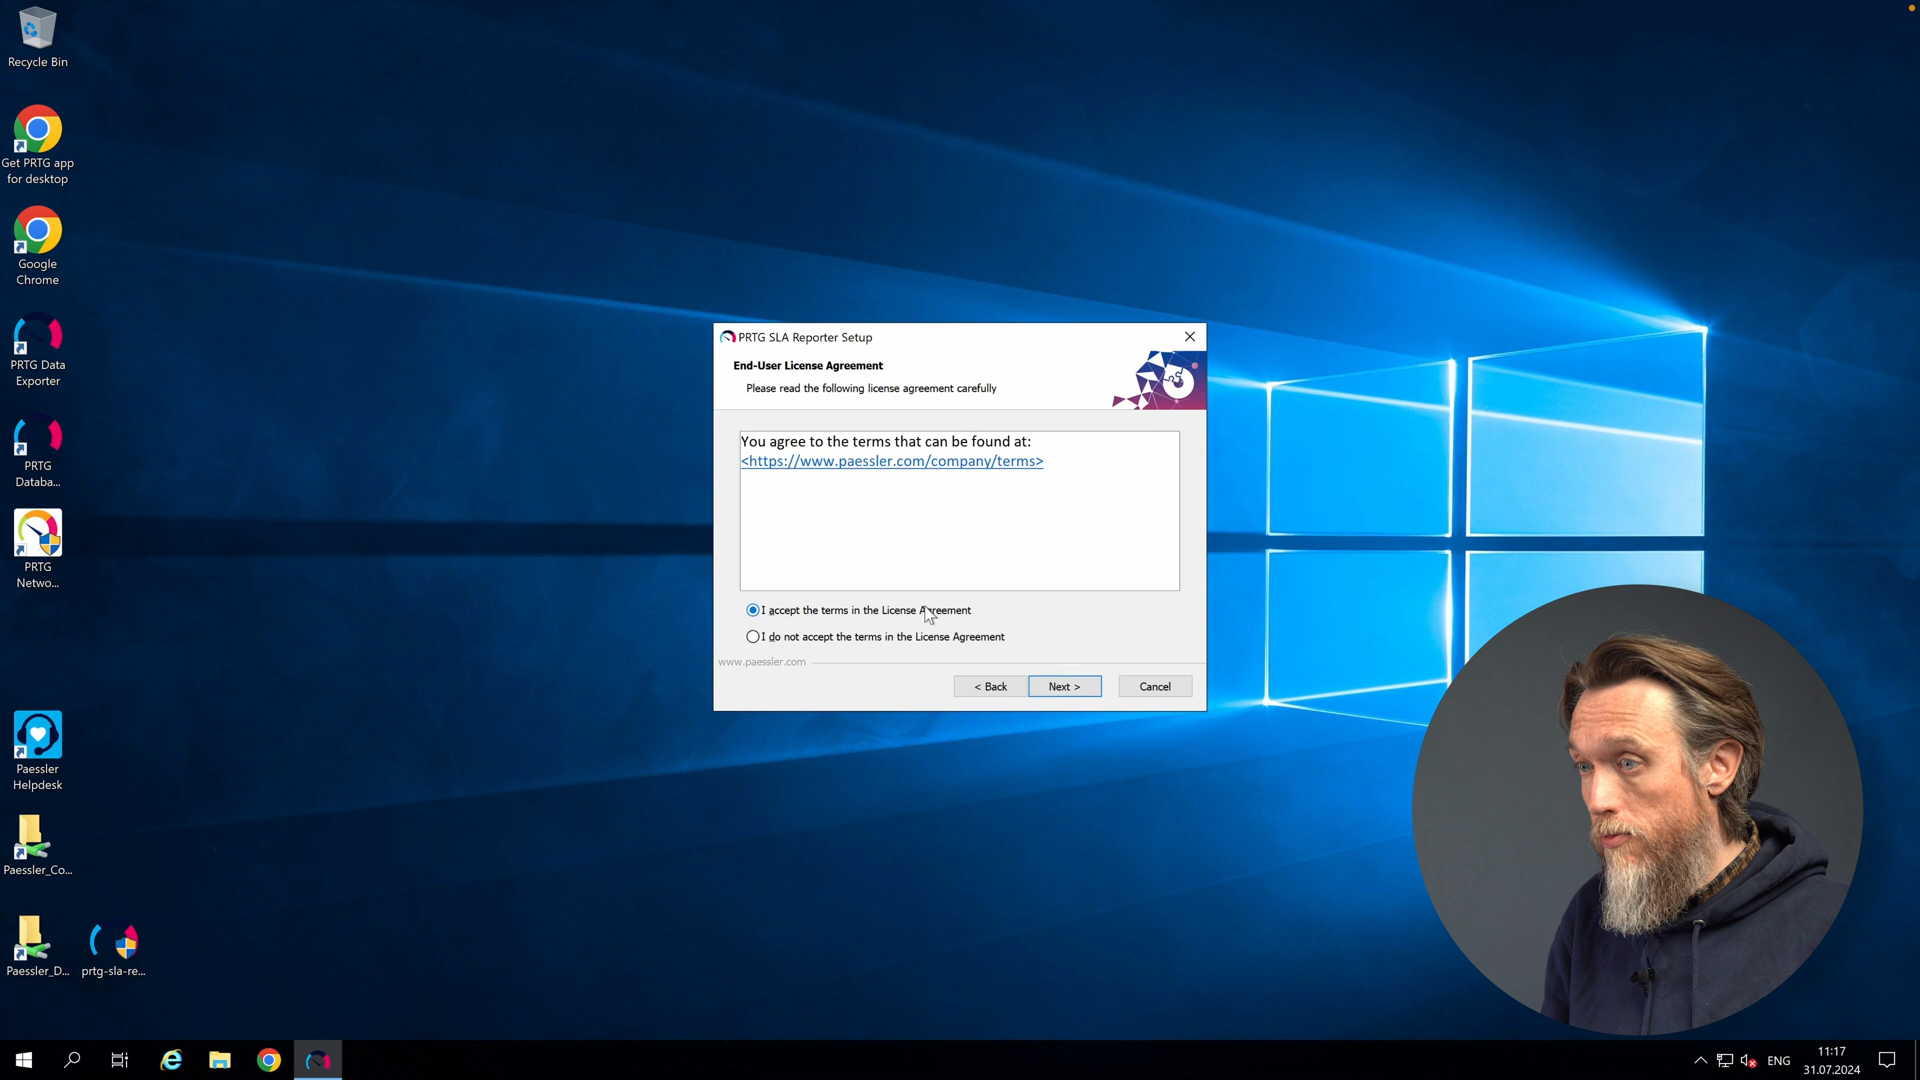 Recycle Bin
Get PRTG app
for desktop
Google
Chrome
PRTG Data
Exporter
PRTG
Databa...
PRTG
Netwo...
Paessler
Helpdesk
Paessler_Co...
Paessler_D...
prtg-sla-re...
PRTG SLA Reporter Setup
End-User License Agreement
Please read the following license agreement carefully
You agree to the terms that can be found at:
<https://www.paessler.com/company/terms>
I accept the terms in the License Agreement
I do not accept the terms in the License Agreement
www.paessler.com
< Back
Next >
Cancel
ENG
11:17
31.07.2024